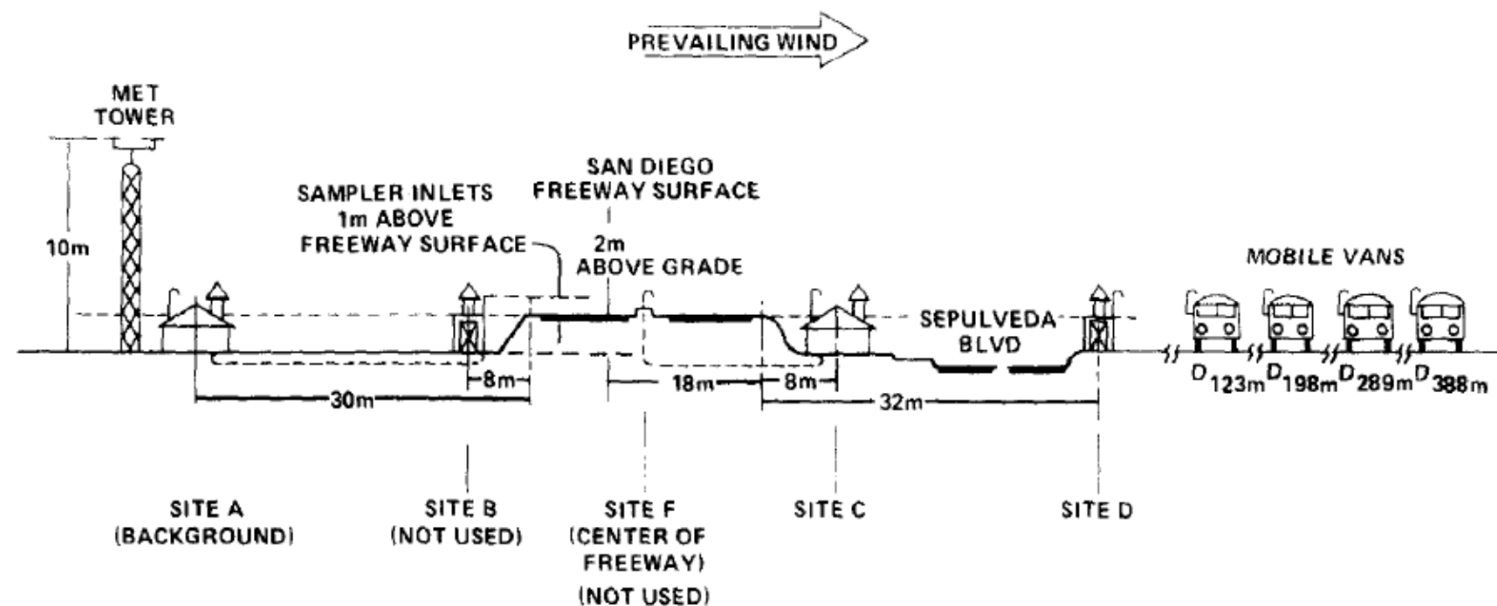 PREVAILING WIND
MET
TOWER
10m
SAMPLER INLETS
1m ABOVE
FREEWAY SURFACE
SAN DIEGO
FREEWAY SURFACE
2m
ABOVE GRADE
MOBILE VANS
SEPULVEDA
BLVD
8m
18m
8m
30m
32m
D123m
D198m
D289m
D388m
SITE A
(BACKGROUND)
SITE B
(NOT USED)
SITE F
(CENTER OF
FREEWAY)
(NOT USED)
SITE C
SITE D